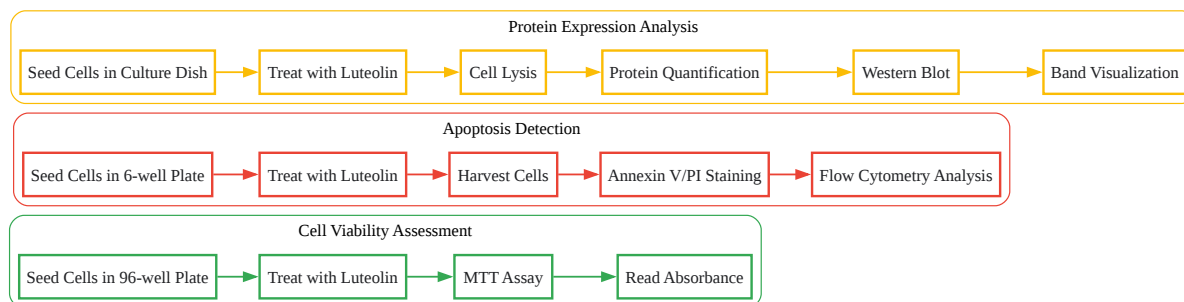 Protein Expression Analysis
Seed Cells in Culture Dish
Treat with Luteolin
Cell Lysis
Protein Quantification
Western Blot
Band Visualization
Apoptosis Detection
Seed Cells in 6-well Plate
Treat with Luteolin
Harvest Cells
Annexin V/PI Staining
Flow Cytometry Analysis
Cell Viability Assessment
Seed Cells in 96-well Plate
Treat with Luteolin
MTT Assay
Read Absorbance